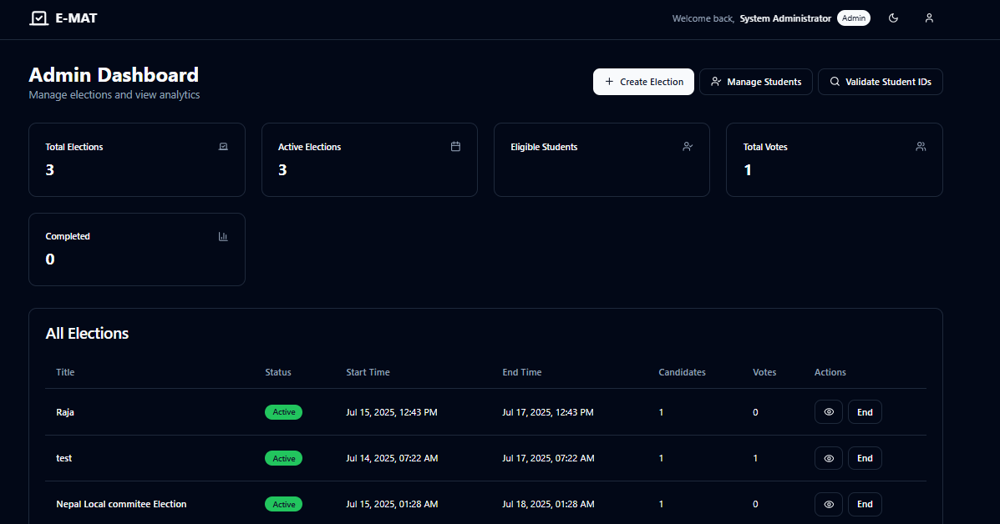 E-MAT
Welcome back, System Administrator Admin
Admin Dashboard
Manage elections and view analytics
Create Election
Manage Students
Validate Student IDs
Total Elections
3
Active Elections
3
Eligible Students
Total Votes
1
Completed
0
All Elections
Title Status Start Time End Time Candidates Votes Actions
Raja Active Jul 15, 2025, 12:43 PM Jul 17, 2025, 12:43 PM 1 0 End
test Active Jul 14, 2025, 07:22 AM Jul 17, 2025, 07:22 AM 1 1 End
Nepal Local commitee Election Active Jul 15, 2025, 01:28 AM Jul 18, 2025, 01:28 AM 1 0 End